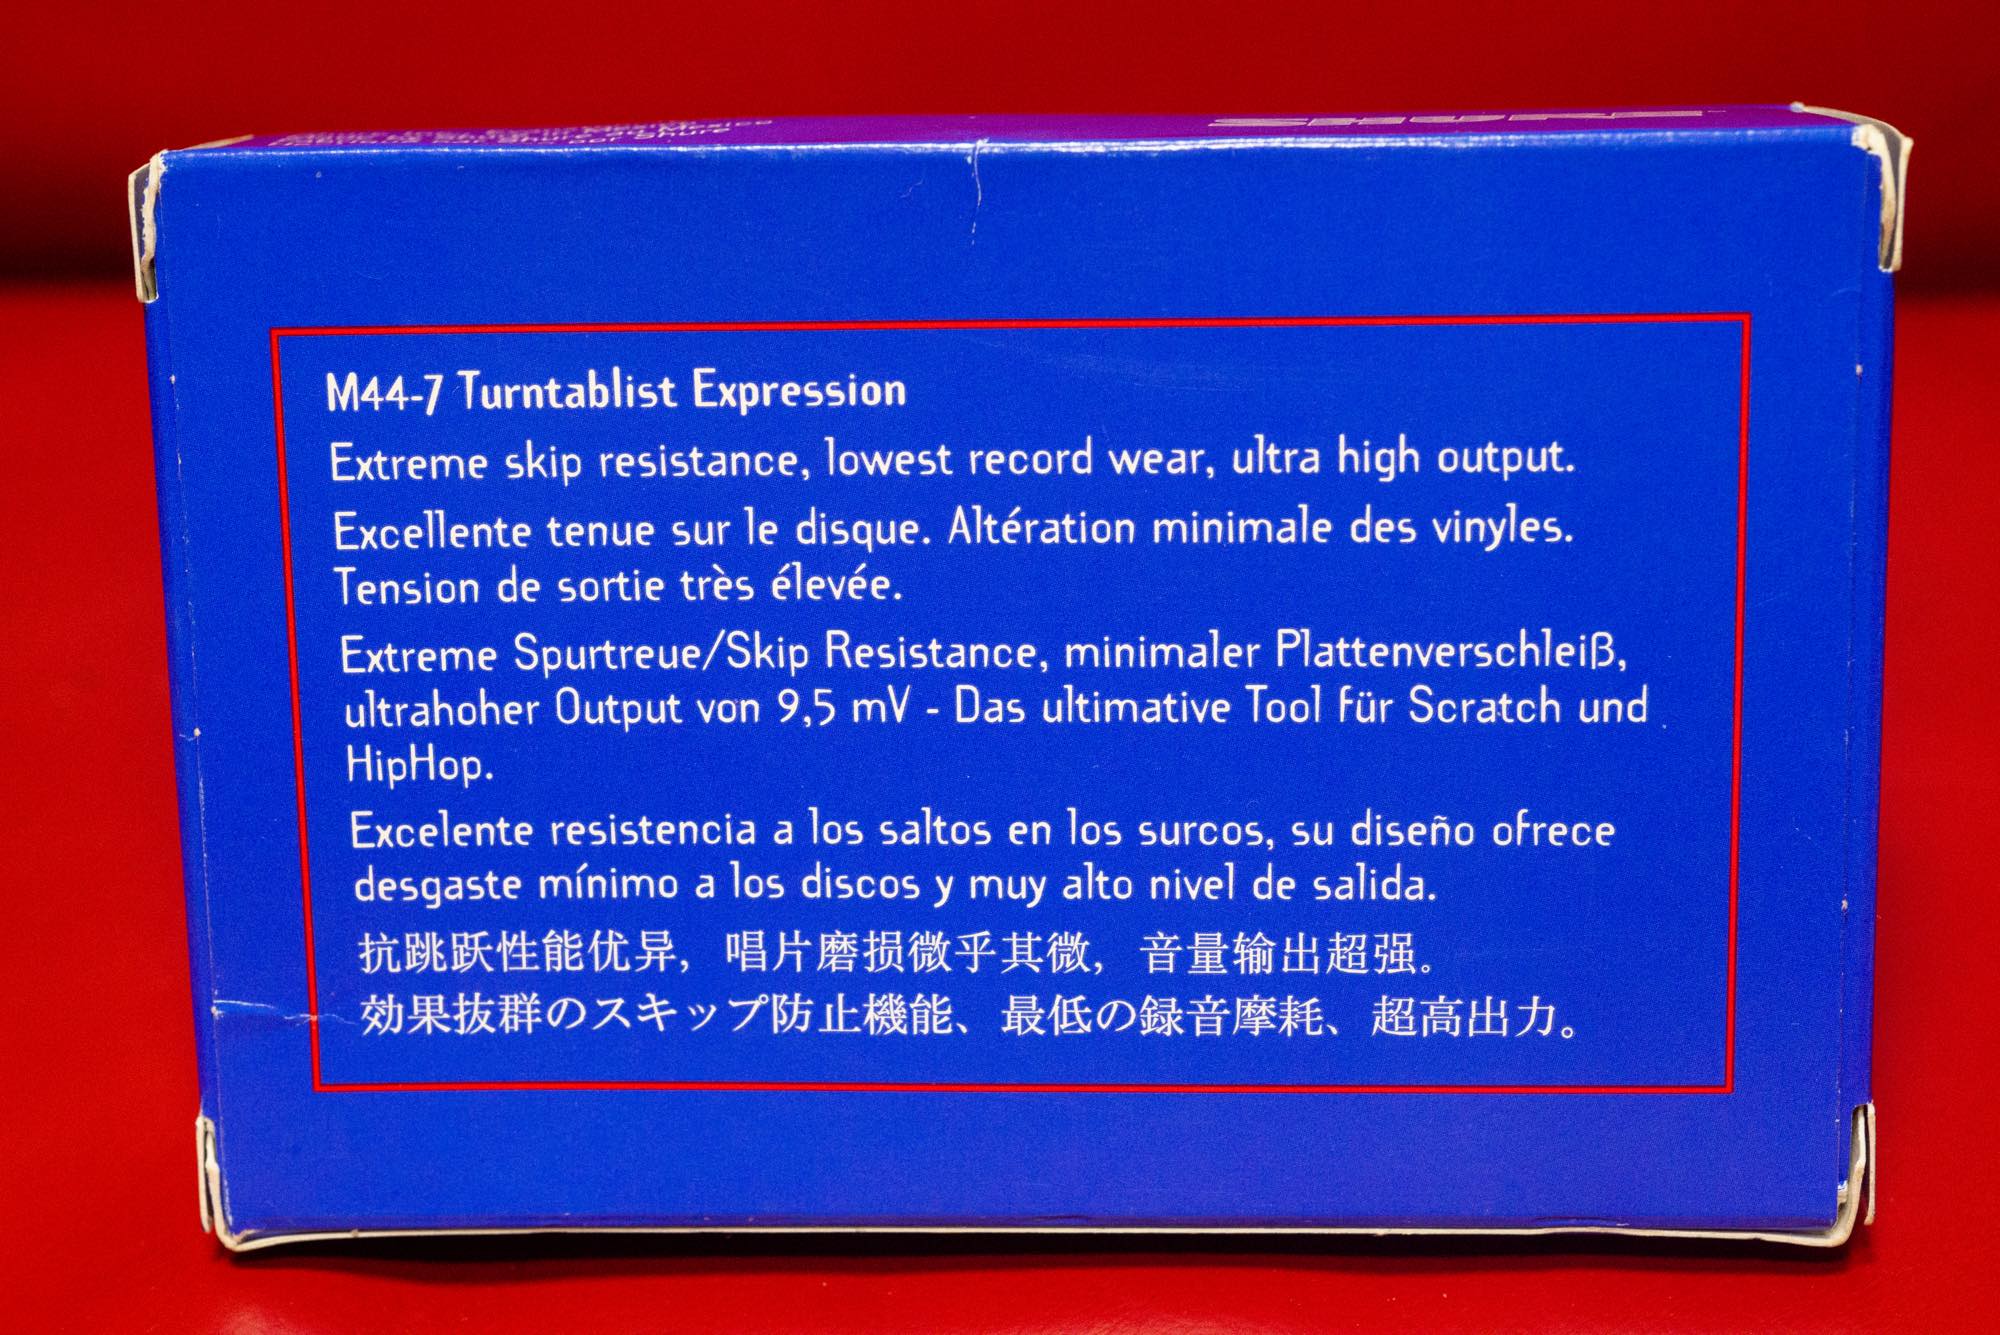 SHURE
M44-7 Turntablist Expression
Extreme skip resistance, lowest record wear, ultra high output.
Excellente tenue sur le disque. Altération minimale des vinyles.
Tension de sortie très élevée.
Extreme Spurtreue/Skip Resistance, minimaler Plattenverschleiß,
ultrahoher Output von 9,5 mV - Das ultimative Tool für Scratch und
HipHop.
Excelente resistencia a los saltos en los surcos, su diseño ofrece
desgaste mínimo a los discos y muy alto nivel de salida.
抗跳跃性能优异，唱片磨损微乎其微，音量输出超强。
効果抜群のスキップ防止機能、最低の録音摩耗、超高出力。